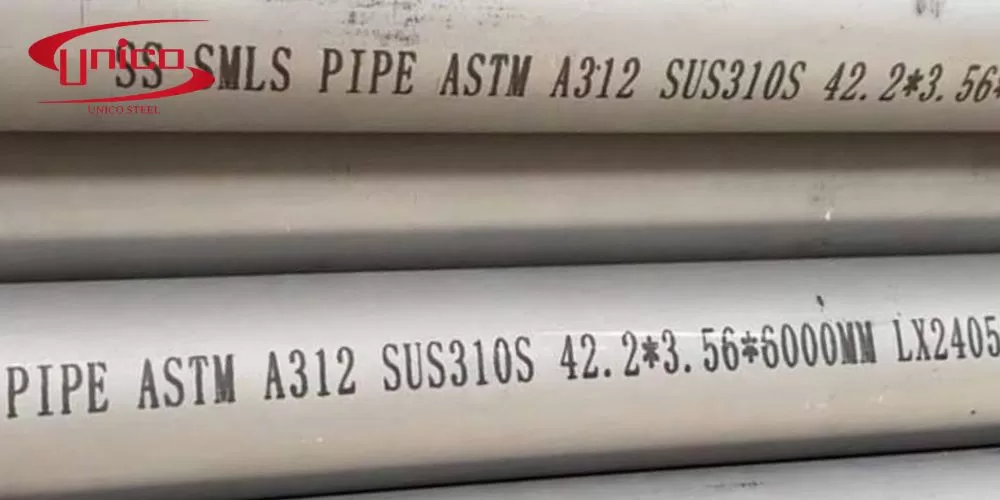 unico
UNICO STEEL
SS SMLS PIPE ASTM A312 SUS310S 42.2*3.56*
PIPE ASTM A312 SUS310S 42.2*3.56*6000MM LX2405